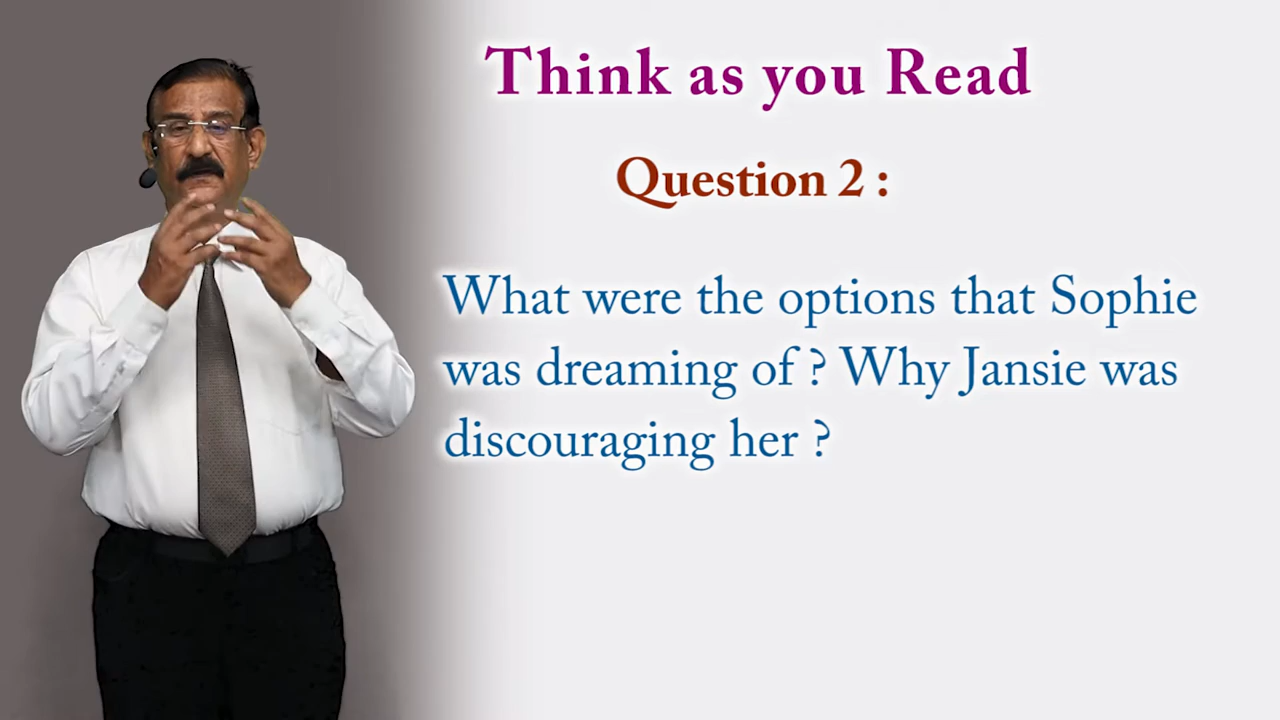 Think as you Read
Question 2 :
What were the options that Sophie
was dreaming of ? Why Jansie was
discouraging her ?